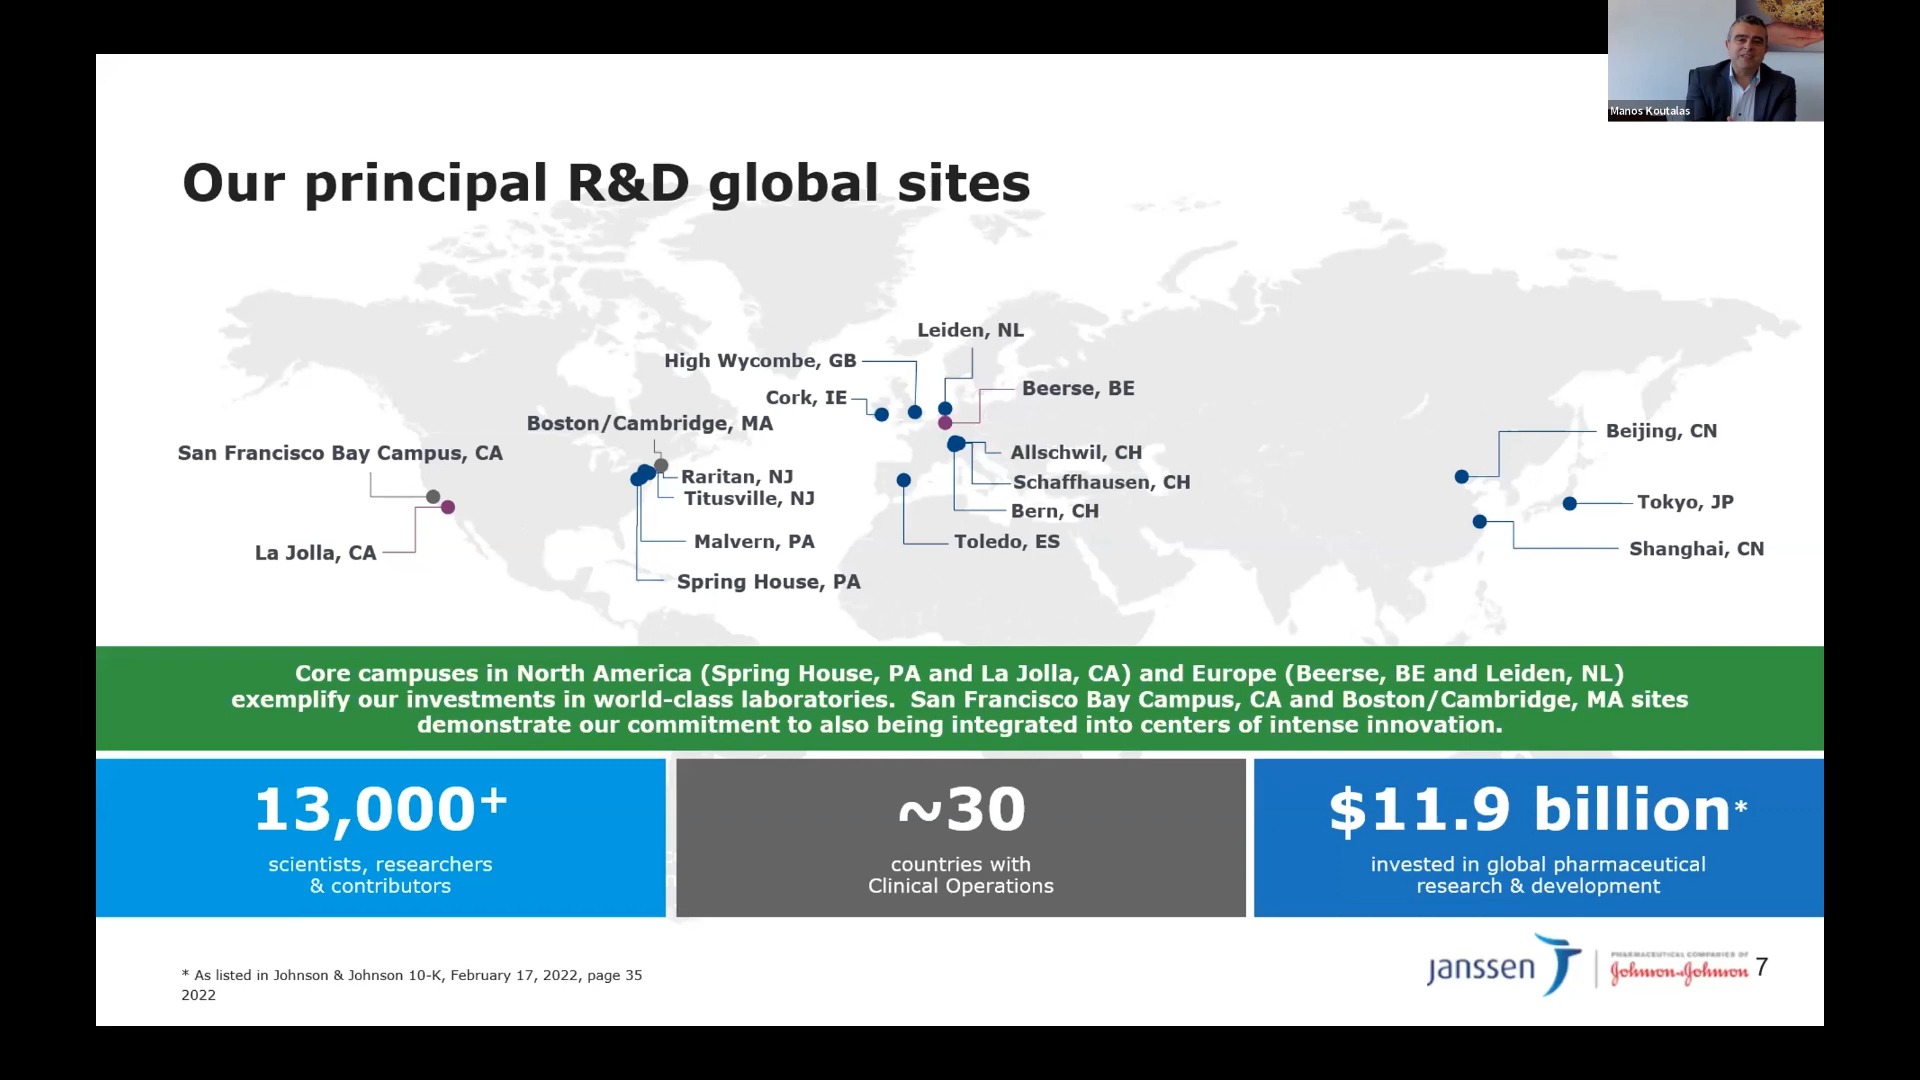 Manos Koutalas
Our principal R&D global sites
Leiden, NL
High Wycombe, GB
Beerse, BE
Cork, IE
Boston/Cambridge, MA
San Francisco Bay Campus, CA
Raritan, NJ
Titusville, NJ
La Jolla, CA
Malvern, PA
Spring House, PA
Allschwil, CH
Schaffhausen, CH
Bern, CH
Toledo, ES
Beijing, CN
Tokyo, JP
Shanghai, CN
Core campuses in North America (Spring House, PA and La Jolla, CA) and Europe (Beerse, BE and Leiden, NL)
exemplify our investments in world-class laboratories.  San Francisco Bay Campus, CA and Boston/Cambridge, MA sites
demonstrate our commitment to also being integrated into centers of intense innovation.
13,000+
scientists, researchers
& contributors
~30
countries with
Clinical Operations
$11.9 billion*
invested in global pharmaceutical
research & development
* As listed in Johnson & Johnson 10-K, February 17, 2022, page 35
2022
janssen
PHARMACEUTICAL COMPANIES OF
Johnson & Johnson
7